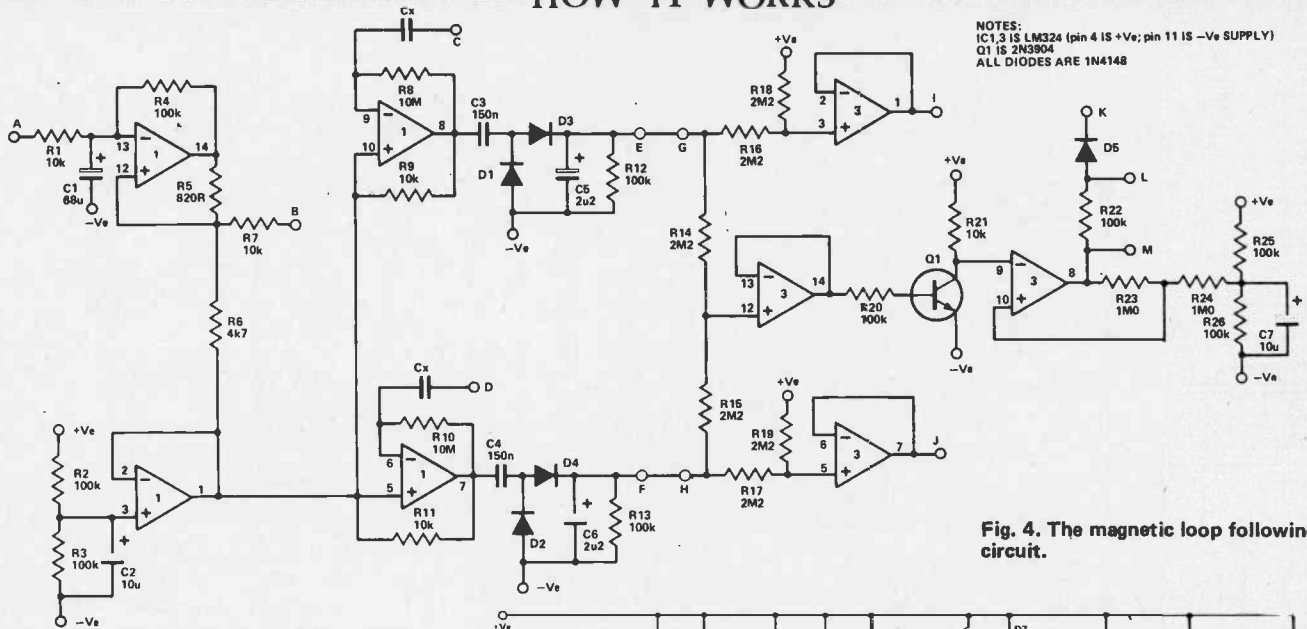 HOW IT WORKS
NOTES:
IC1,3 IS LM324 (pin 4 IS +Ve; pin 11 IS –Ve SUPPLY)
Q1 IS 2N3904
ALL DIODES ARE 1N4148
A
R1
10k
C1
68u
+
–Ve
R4
100k
13
12
–
+
1
14
R5
820R
R7
10k
B
R6
4k7
+Ve
R2
100k
R3
100k
C2
10u
+
–Ve
2
3
–
+
1
1
Cx
C
R8
10M
9
10
–
+
1
8
R9
10k
C3
150n
D1
D3
–Ve
+
C5
2u2
R12
100k
E
G
Cx
D
R10
10M
6
5
–
+
1
7
R11
10k
C4
150n
D2
D4
–Ve
+
C6
2u2
R13
100k
F
H
R14
2M2
R15
2M2
R16
2M2
+Ve
R18
2M2
2
3
–
+
3
1
I
13
12
–
+
3
14
R20
100k
Q1
+Ve
R21
10k
–Ve
R17
2M2
+Ve
R19
2M2
6
5
–
+
3
7
J
9
10
–
+
3
8
K
D5
L
R22
100k
M
R23
1M0
R24
1M0
+Ve
R25
100k
R26
100k
+
C7
10u
–Ve
Fig. 4. The magnetic loop followin
circuit.
+Ve